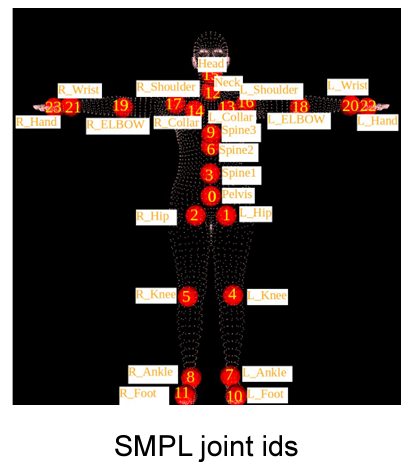 Head
15
R_Wrist
R_Shoulder
Neck
L_Shoulder
L_Wrist
12
23
21
19
17
14
13
16
18
20
22
R_Hand
R_ELBOW
R_Collar
L_Collar
L_ELBOW
L_Hand
9
Spine3
6
Spine2
3
Spine1
0
Pelvis
R_Hip
2
1
L_Hip
R_Knee
5
4
L_Knee
R_Ankle
8
7
L_Ankle
R_Foot
11
10
L_Foot
SMPL joint ids